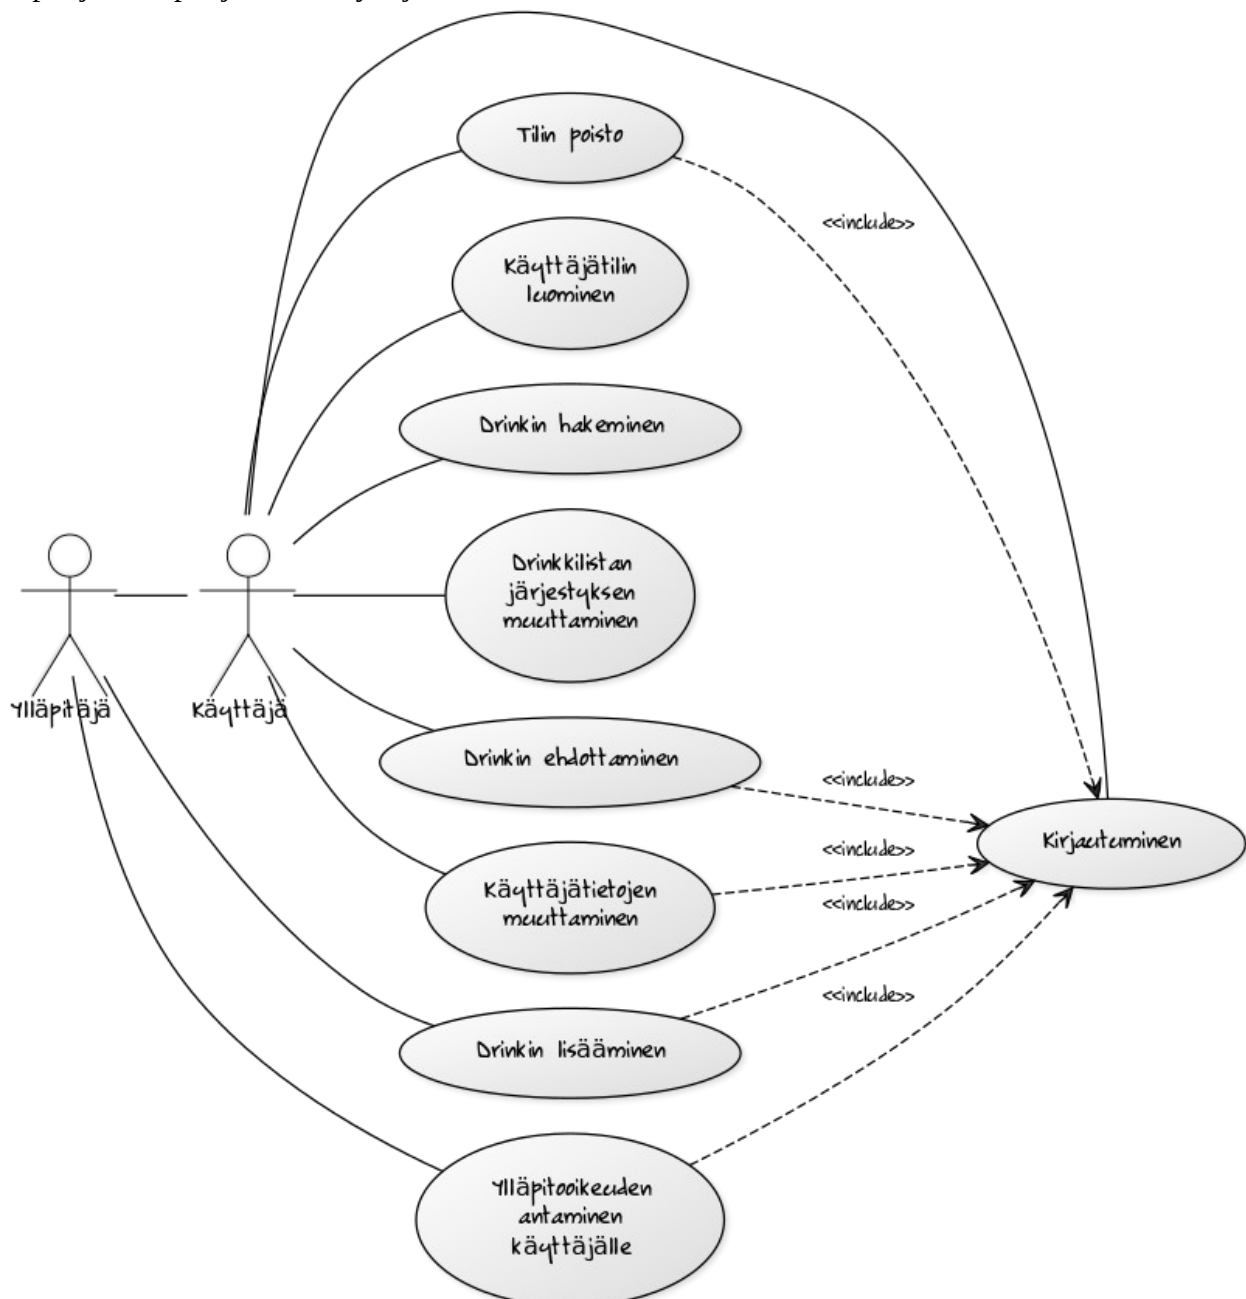 Tilin poisto
<<include>>
Käyttäjätilin
luominen
Drinkin hakeminen
Drinkkilistan
järjestyksen
muuttaminen
Ylläpitäjä
Käyttäjä
Drinkin ehdottaminen
<<include>>
Kirjautuminen
<<include>>
Käyttäjätietojen
muuttaminen
<<include>>
<<include>>
Drinkin lisääminen
Ylläpitooikeuden
antaminen
käyttäjälle